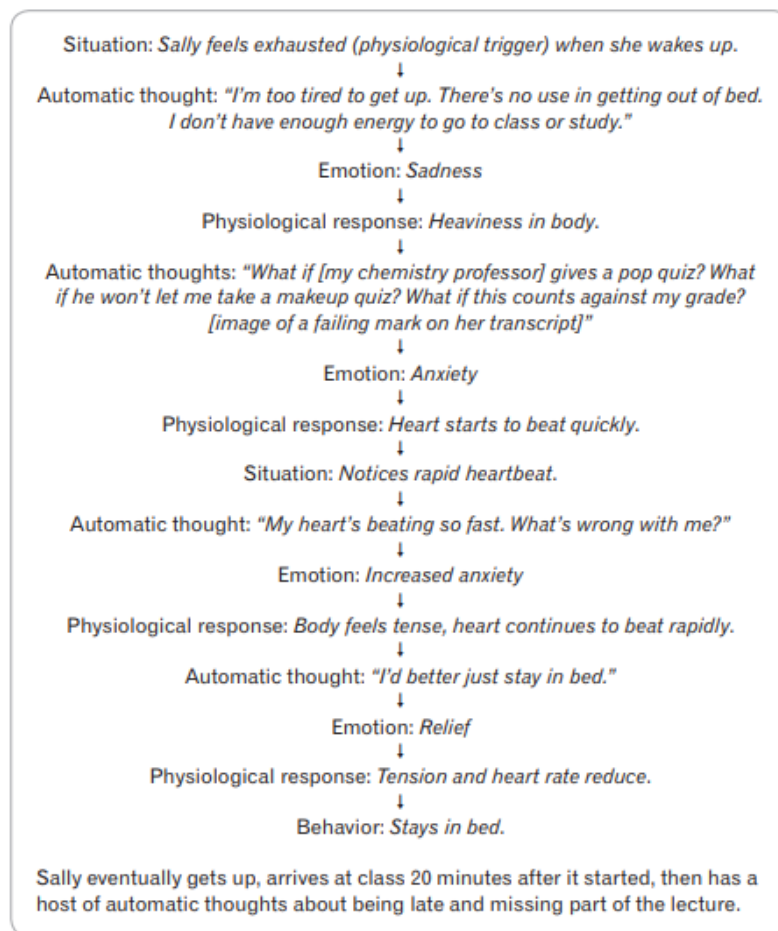 Situation: Sally feels exhausted (physiological trigger) when she wakes up.
↓
Automatic thought: “I’m too tired to get up. There’s no use in getting out of bed.
I don’t have enough energy to go to class or study.”
↓
Emotion: Sadness
↓
Physiological response: Heaviness in body.
↓
Automatic thoughts: “What if [my chemistry professor] gives a pop quiz? What
if he won’t let me take a makeup quiz? What if this counts against my grade?
[image of a failing mark on her transcript]”
↓
Emotion: Anxiety
↓
Physiological response: Heart starts to beat quickly.
↓
Situation: Notices rapid heartbeat.
↓
Automatic thought: “My heart’s beating so fast. What’s wrong with me?”
↓
Emotion: Increased anxiety
↓
Physiological response: Body feels tense, heart continues to beat rapidly.
↓
Automatic thought: “I’d better just stay in bed.”
↓
Emotion: Relief
↓
Physiological response: Tension and heart rate reduce.
↓
Behavior: Stays in bed.
Sally eventually gets up, arrives at class 20 minutes after it started, then has a
host of automatic thoughts about being late and missing part of the lecture.